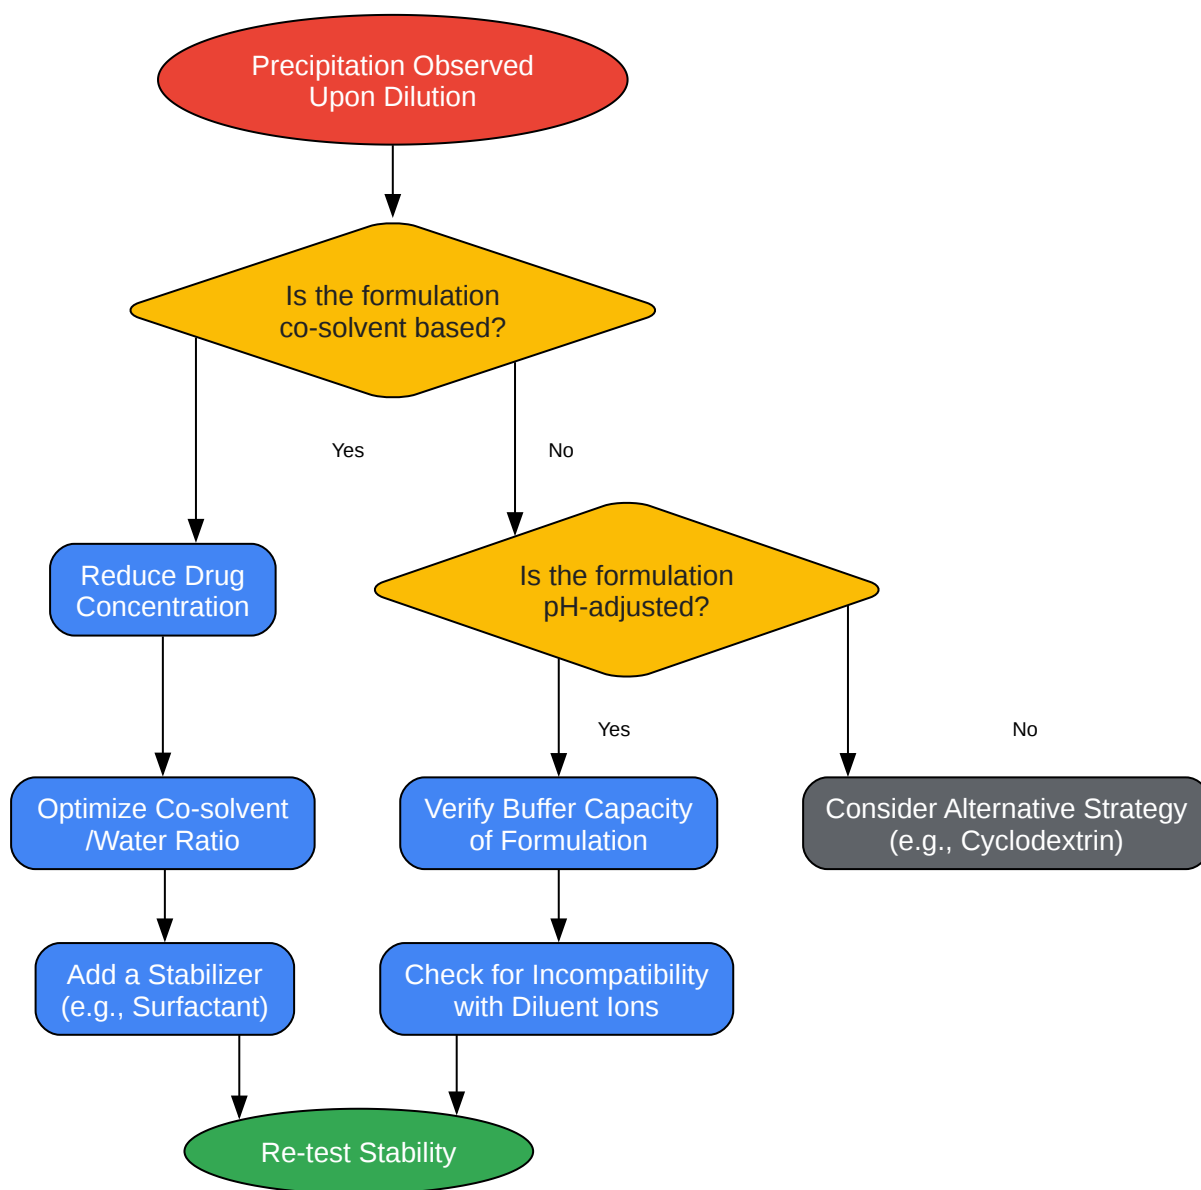 Precipitation Observed
Upon Dilution
Is the formulation
co-solvent based?
Yes
No
Reduce Drug
Concentration
Is the formulation
pH-adjusted?
Yes
No
Optimize Co-solvent
/Water Ratio
Verify Buffer Capacity
of Formulation
Consider Alternative Strategy
(e.g., Cyclodextrin)
Add a Stabilizer
(e.g., Surfactant)
Check for Incompatibility
with Diluent Ions
Re-test Stability